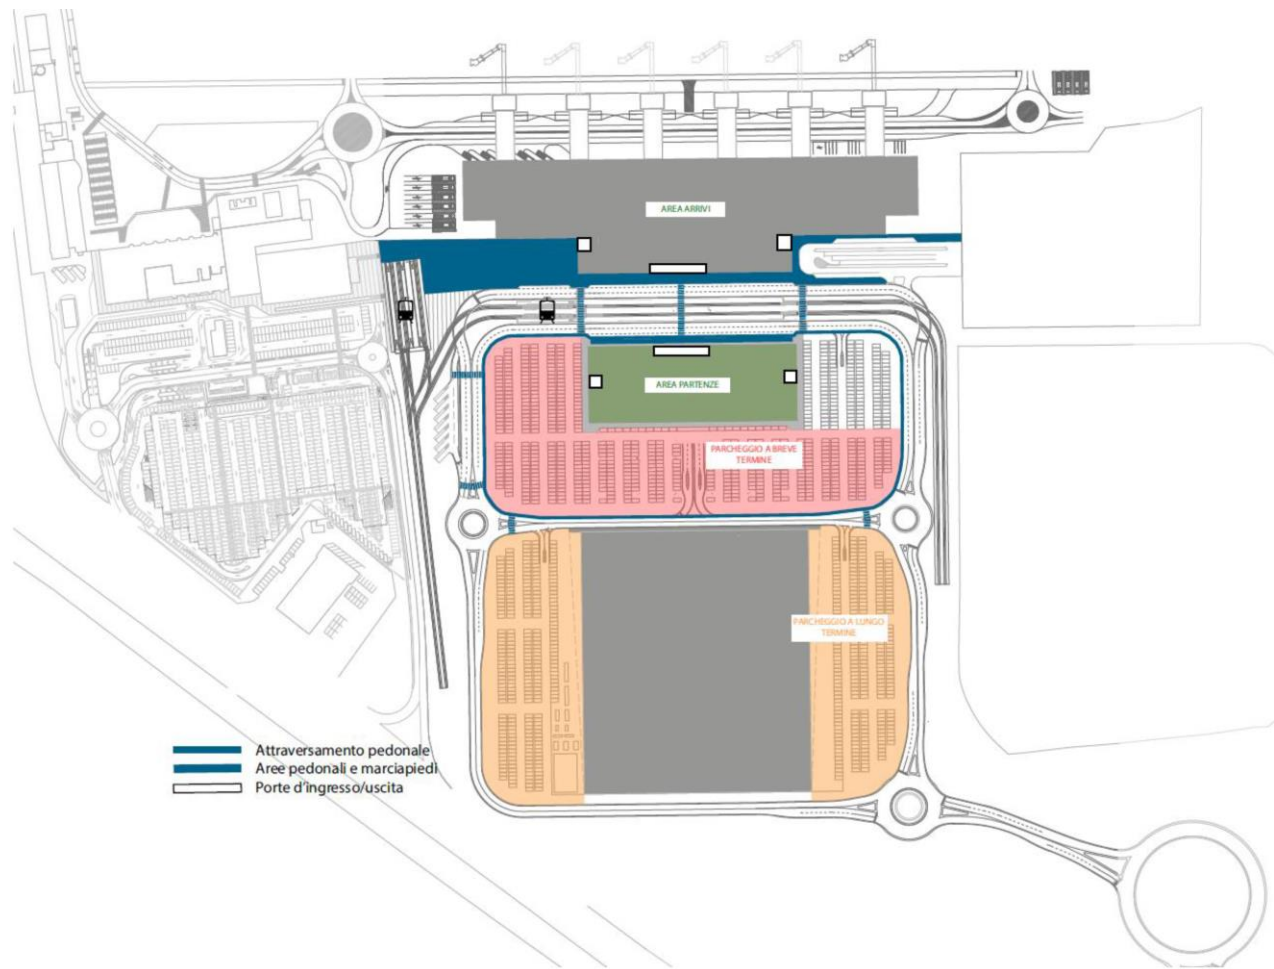 AREA ARRIVI
AREA PARTENZE
PARCHEGGIO A BREVE
TERMINE
PARCHEGGIO A LUNGO
TERMINE
Attraversamento pedonale
Aree pedonali e marciapiedi
Porte d'ingresso/uscita